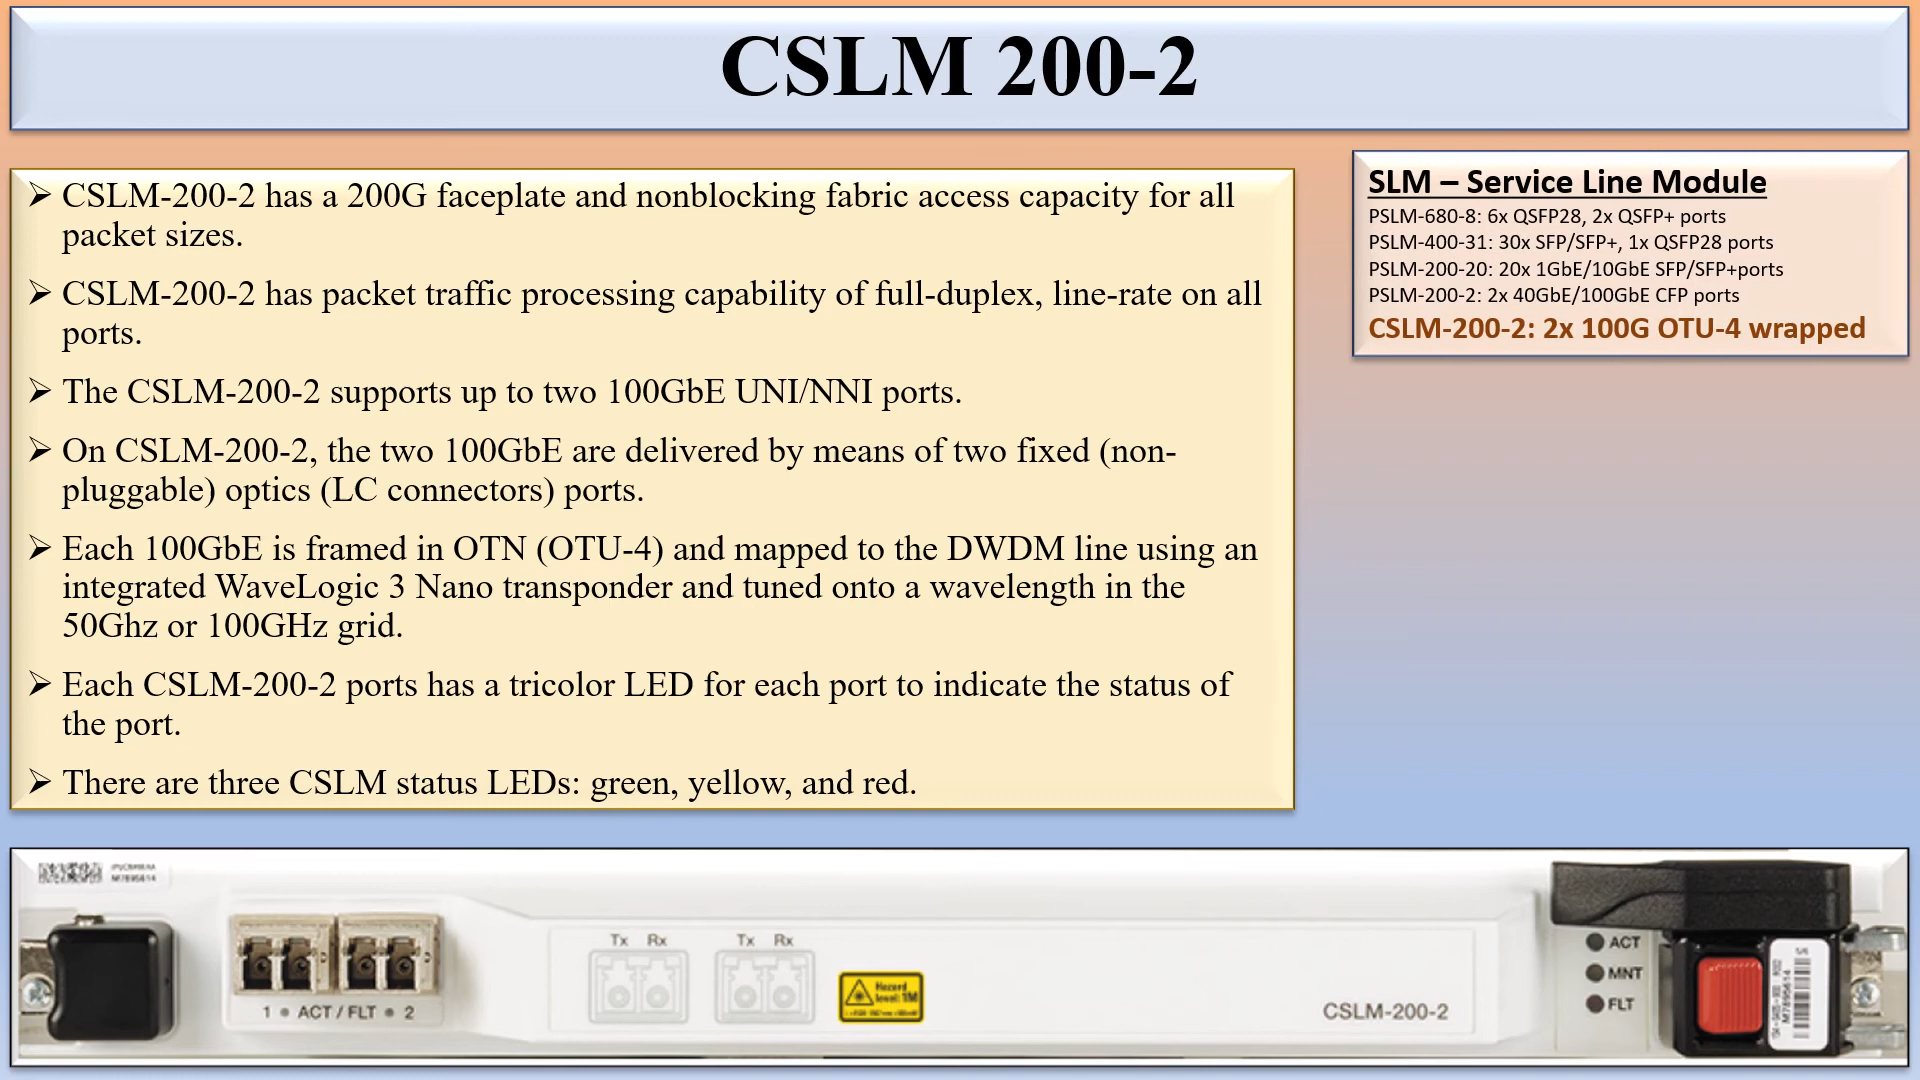 CSLM 200-2
CSLM-200-2 has a 200G faceplate and nonblocking fabric access capacity for all
packet sizes.
CSLM-200-2 has packet traffic processing capability of full-duplex, line-rate on all
ports.
The CSLM-200-2 supports up to two 100GbE UNI/NNI ports.
On CSLM-200-2, the two 100GbE are delivered by means of two fixed (non-
pluggable) optics (LC connectors) ports.
Each 100GbE is framed in OTN (OTU-4) and mapped to the DWDM line using an
integrated WaveLogic 3 Nano transponder and tuned onto a wavelength in the
50Ghz or 100GHz grid.
Each CSLM-200-2 ports has a tricolor LED for each port to indicate the status of
the port.
There are three CSLM status LEDs: green, yellow, and red.
SLM – Service Line Module
PSLM-680-8: 6x QSFP28, 2x QSFP+ ports
PSLM-400-31: 30x SFP/SFP+, 1x QSFP28 ports
PSLM-200-20: 20x 1GbE/10GbE SFP/SFP+ports
PSLM-200-2: 2x 40GbE/100GbE CFP ports
CSLM-200-2: 2x 100G OTU-4 wrapped
M7895614
Tx Rx Tx Rx
1 ACT / FLT 2
Hazard
level: 1M
CSLM-200-2
ACT
MNT
FLT
M7895614